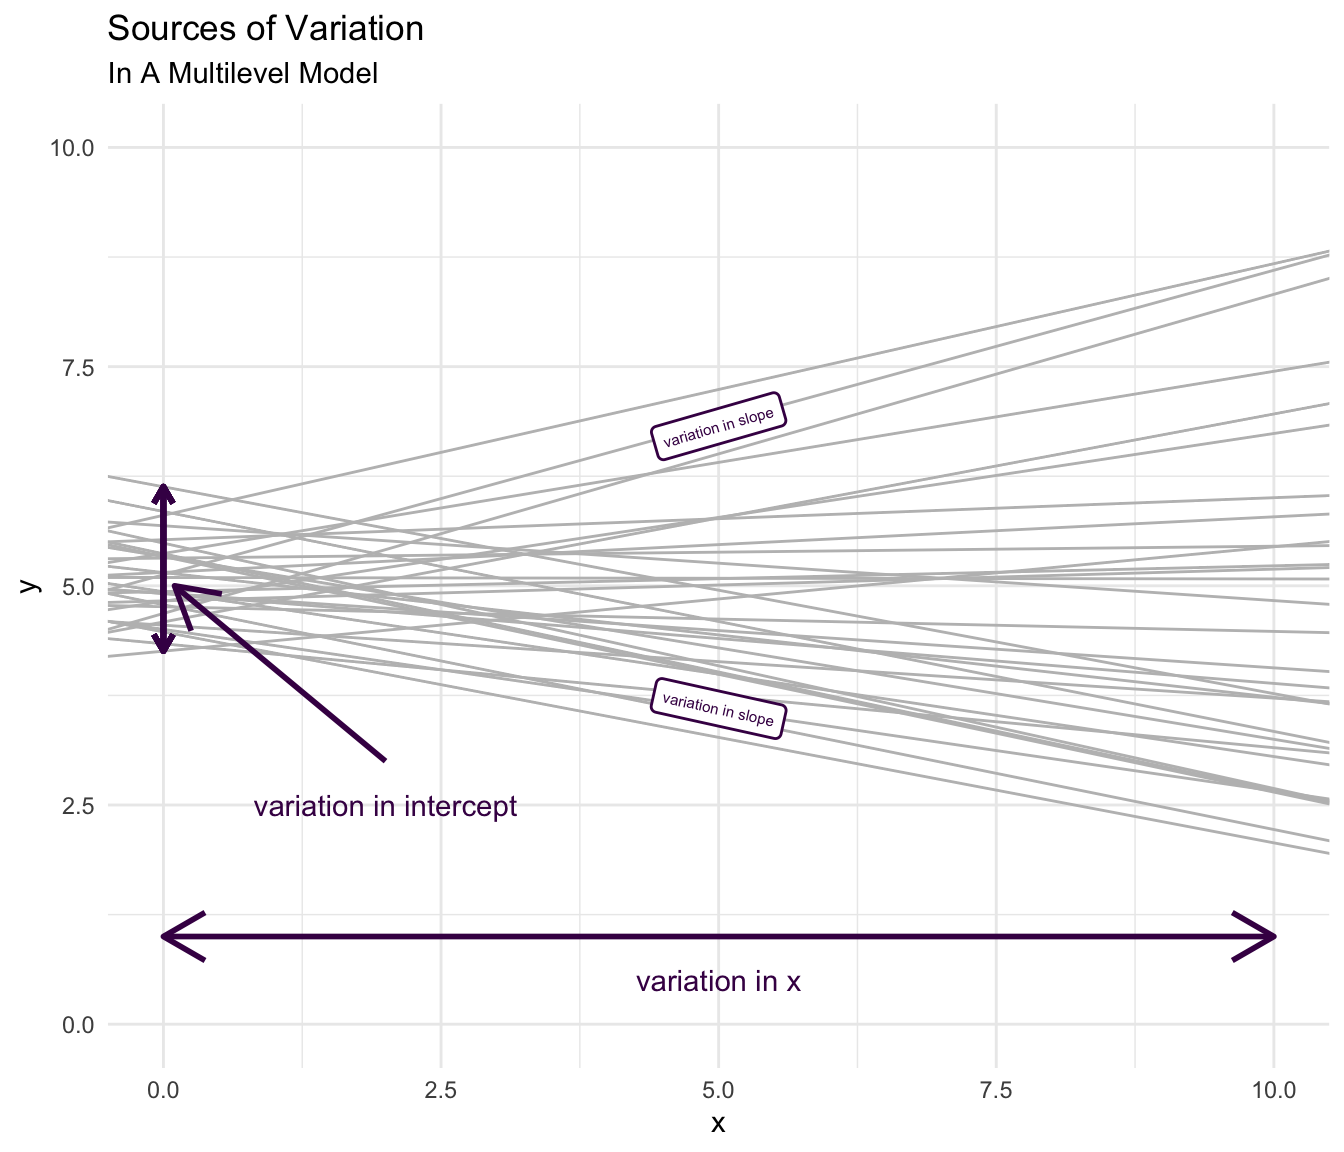 Sources of Variation
In A Multilevel Model
10.0
7.5
5.0
2.5
0.0
y
variation in slope
variation in slope
variation in intercept
variation in x
0.0 2.5 5.0 7.5 10.0
x